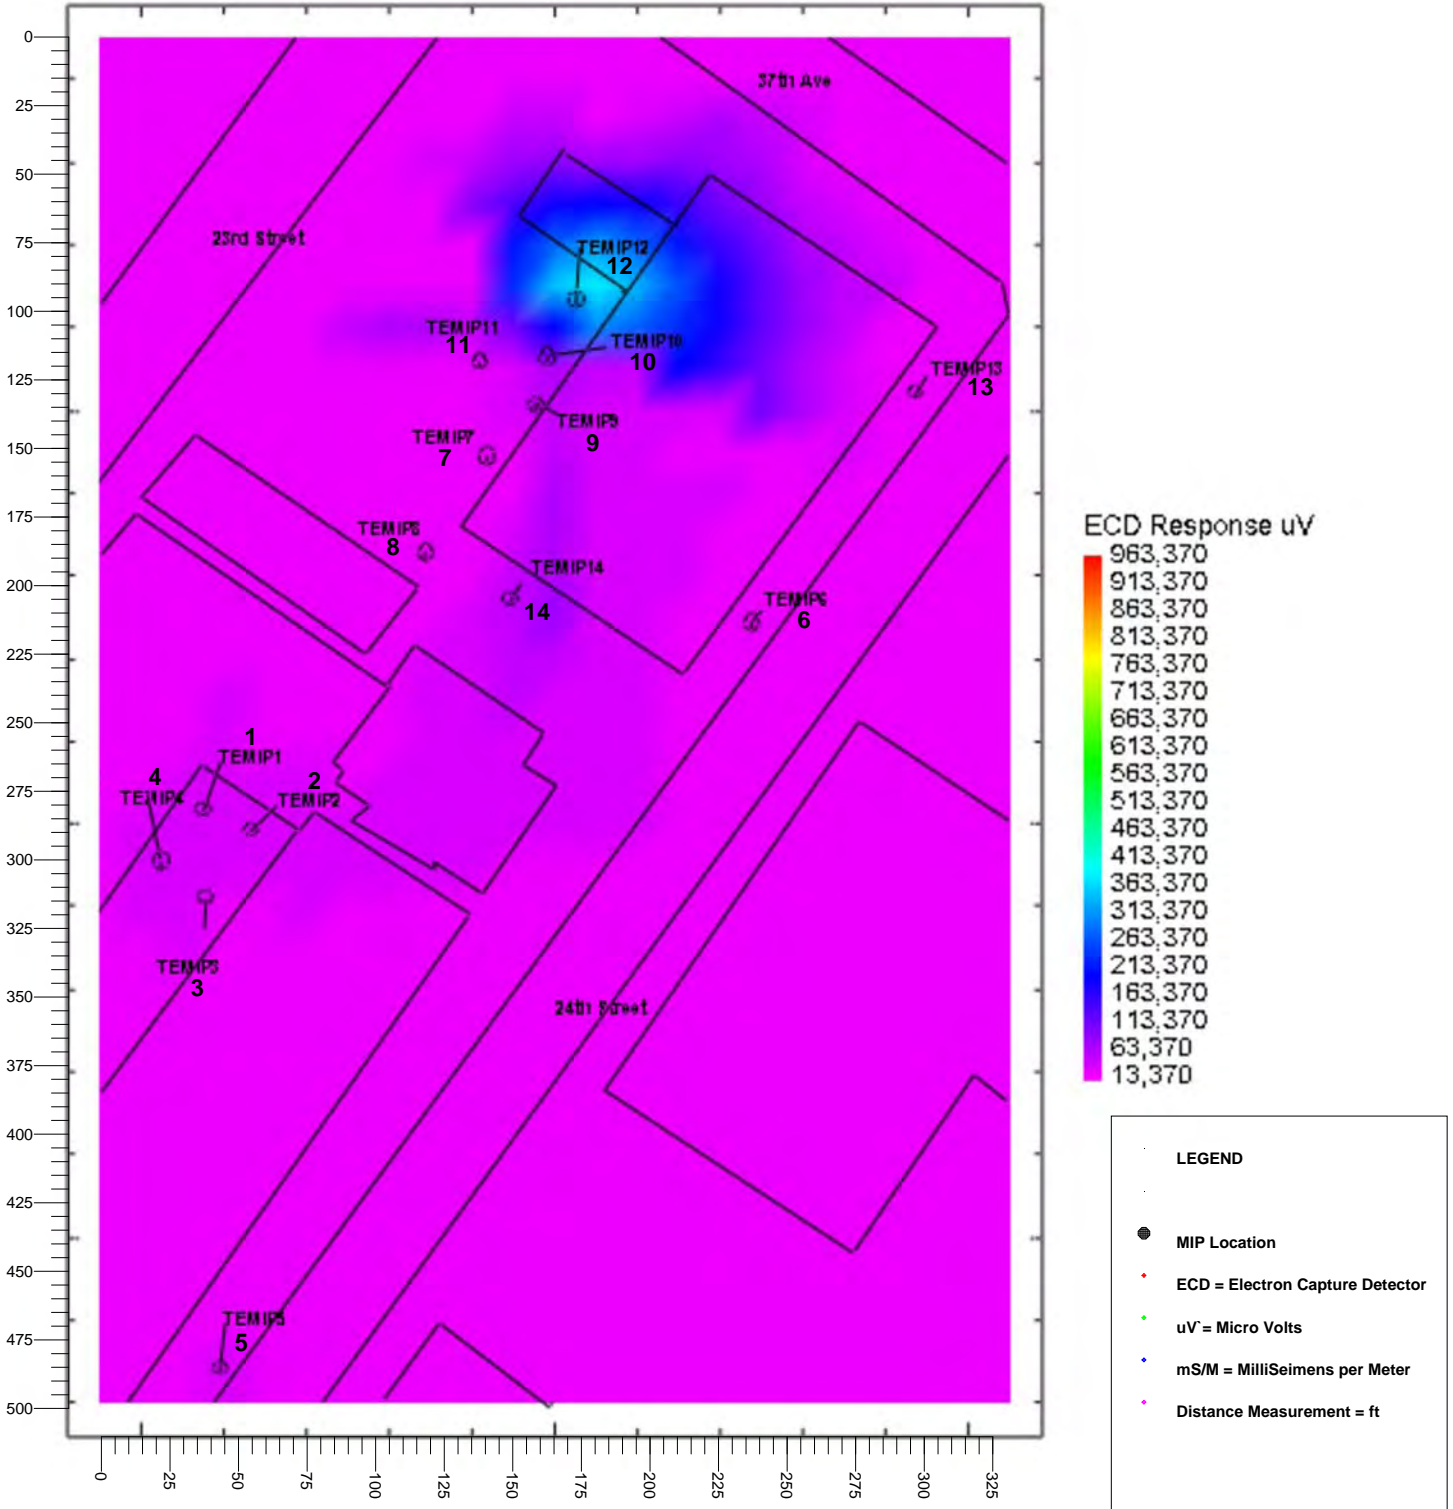 0
37th Ave
25
50
23rd Street
75
TEMIP12
12
100
TEMIP11
11
TEMIP10
10
125
TEMIP13
13
TEMIP9
9
150
TEMIP7
7
175
TEMIP8
8
TEMIP14
14
200
TEMIP6
6
225
250
1
TEMIP1
4
2
275
TEMIP4
TEMIP2
300
325
TEMIP3
3
350
24th Street
375
400
425
450
TEMIP5
5
475
500
0 25 50 75 100 125 150 175 200 225 250 275 300 325
ECD Response uV
963,370
913,370
863,370
813,370
763,370
713,370
663,370
613,370
563,370
513,370
463,370
413,370
363,370
313,370
263,370
213,370
163,370
113,370
63,370
13,370
LEGEND
MIP Location
ECD = Electron Capture Detector
uV`= Micro Volts
mS/M = MilliSeimens per Meter
Distance Measurement = ft